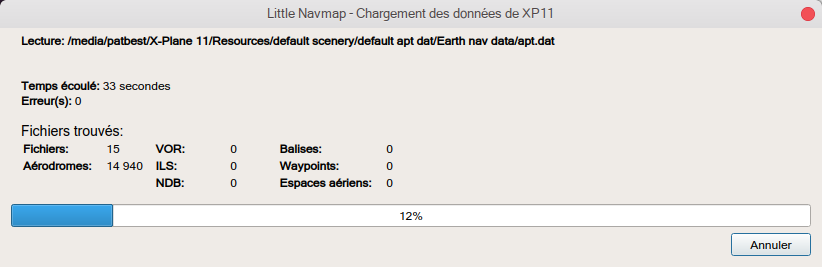 Little Navmap - Chargement des données de XP11
Lecture: /media/patbest/X-Plane 11/Resources/default scenery/default apt dat/Earth nav data/apt.dat
Temps écoulé: 33 secondes
Erreur(s): 0
Fichiers trouvés:
Fichiers: 15 VOR: 0 Balises: 0
Aérodromes: 14 940 ILS: 0 Waypoints: 0
NDB: 0 Espaces aériens: 0
12%
Annuler